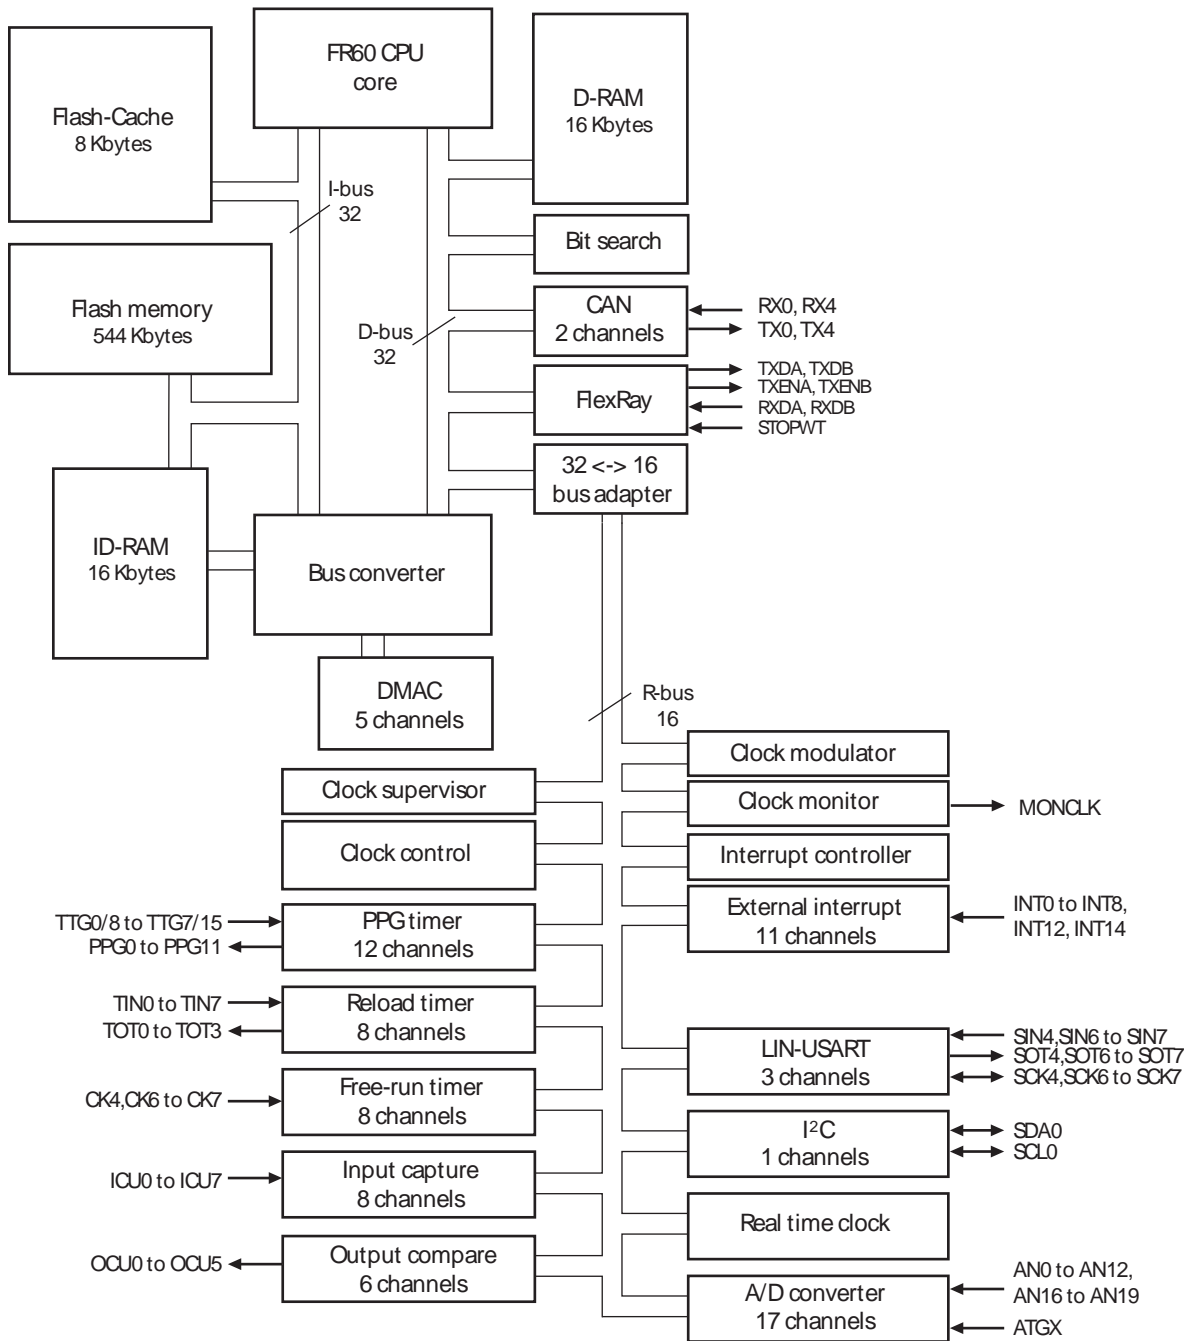 FR60 CPU
core
Flash-Cache
8 Kbytes
D-RAM
16 Kbytes
I-bus
32
Bit search
Flash memory
544 Kbytes
CAN
2 channels
RX0, RX4
TX0, TX4
D-bus
32
FlexRay
TXDA, TXDB
TXENA, TXENB
RXDA, RXDB
STOPWT
32 <-> 16
bus adapter
ID-RAM
16 Kbytes
Bus converter
DMAC
5 channels
R-bus
16
Clock modulator
Clock supervisor
Clock monitor
MONCLK
Clock control
Interrupt controller
TTG0/8 to TTG7/15
PPG0 to PPG11
PPG timer
12 channels
External interrupt
11 channels
INT0 to INT8,
INT12, INT14
TIN0 to TIN7
TOT0 to TOT3
Reload timer
8 channels
LIN-USART
3 channels
SIN4,SIN6 to SIN7
SOT4,SOT6 to SOT7
SCK4,SCK6 to SCK7
CK4,CK6 to CK7
Free-run timer
8 channels
I²C
1 channels
SDA0
SCL0
ICU0 to ICU7
Input capture
8 channels
Real time clock
OCU0 to OCU5
Output compare
6 channels
A/D converter
17 channels
AN0 to AN12,
AN16 to AN19
ATGX